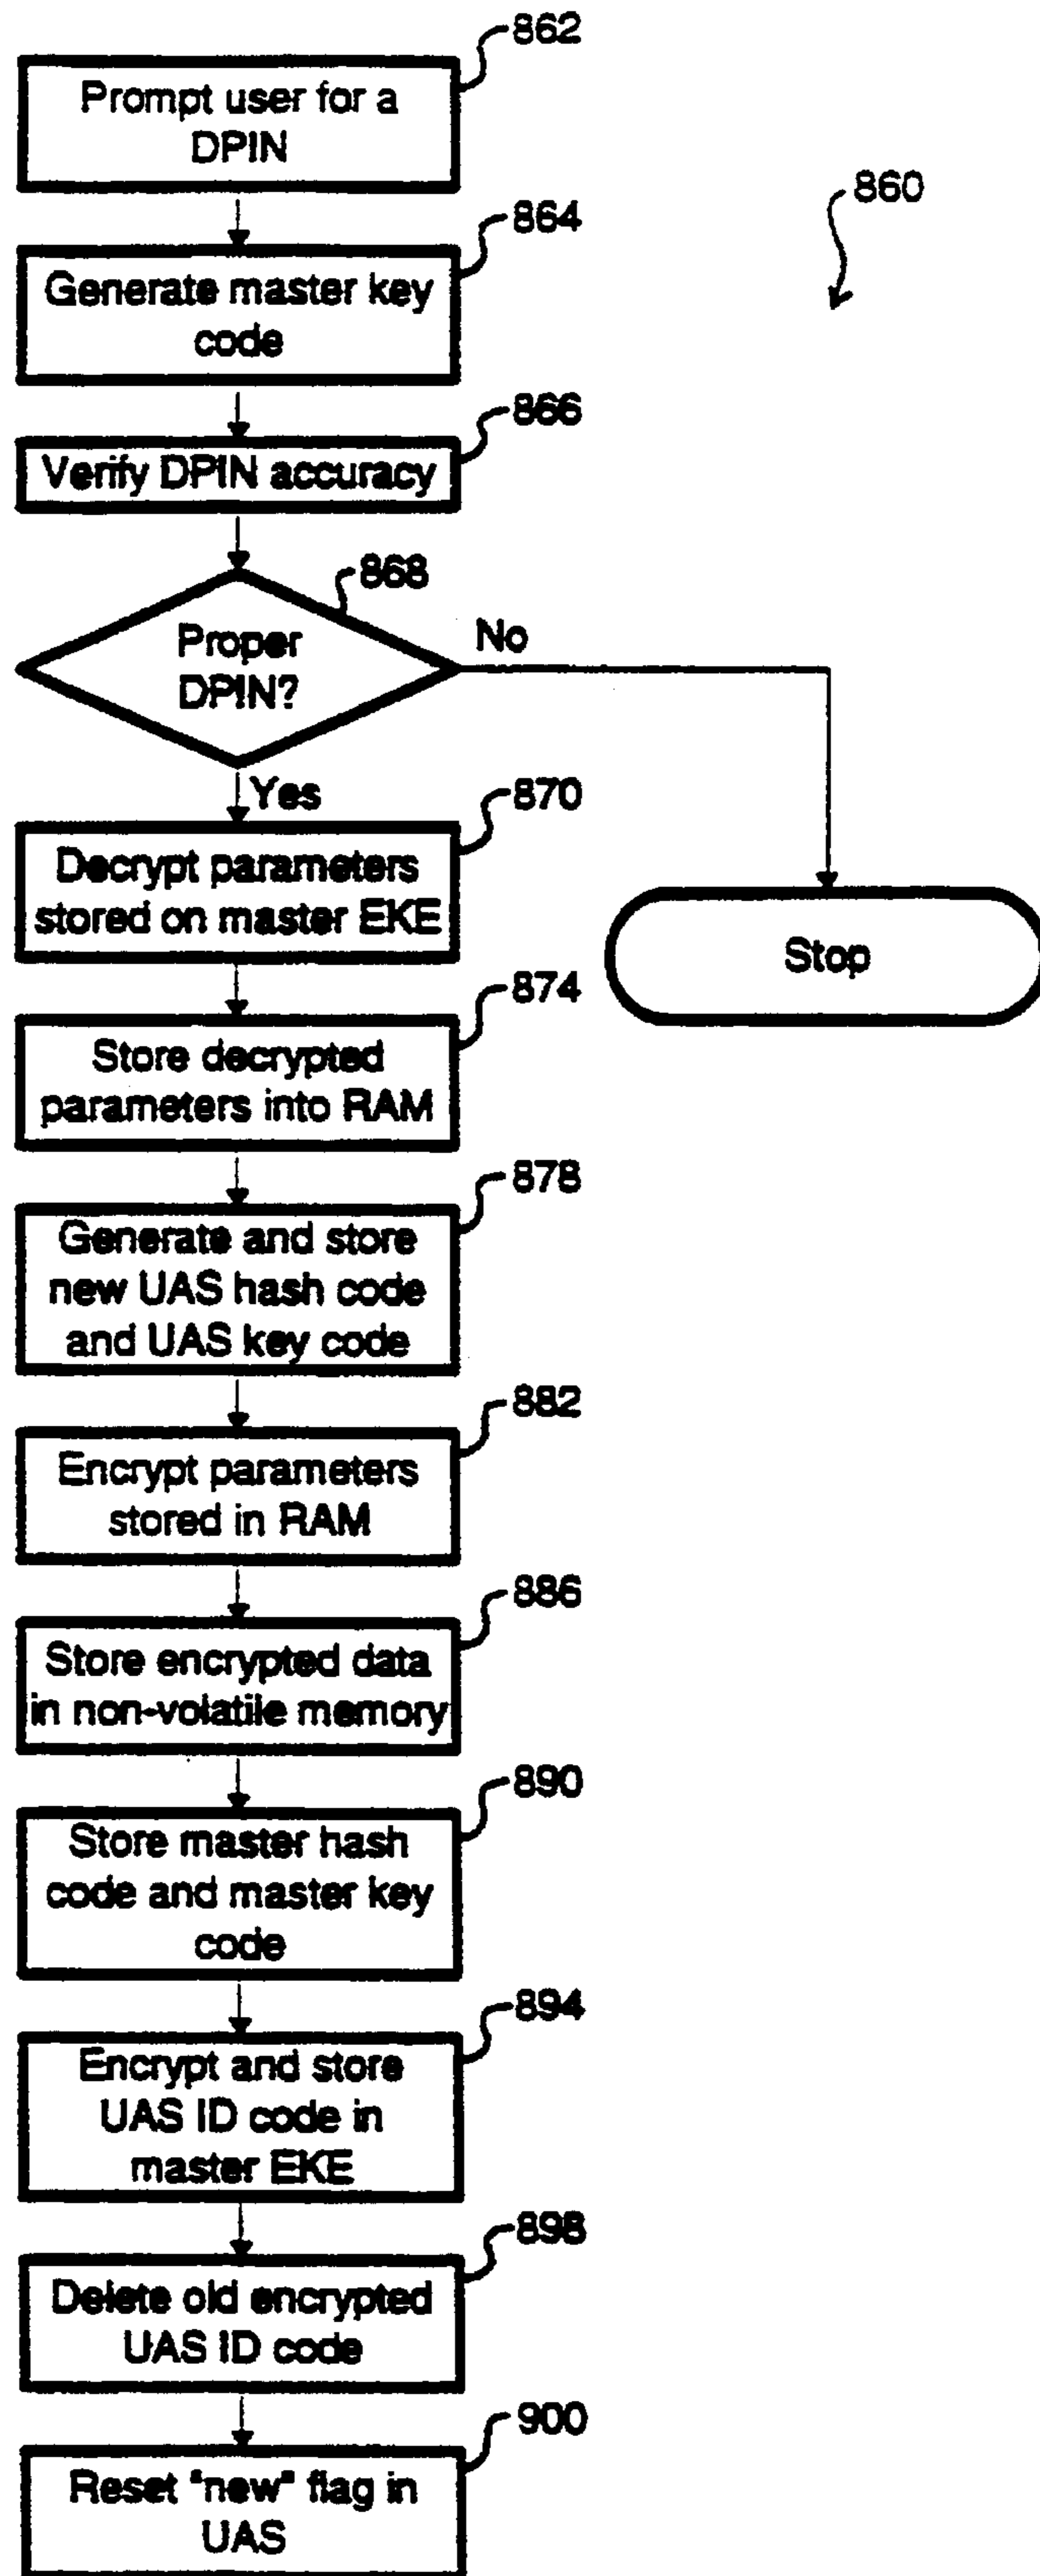 862
Prompt user for a
DPIN
860
864
Generate master key
code
866
Verify DPIN accuracy
868
Proper
DPIN?
No
Yes
870
Decrypt parameters
stored on master EKE
Stop
874
Store decrypted
parameters into RAM
878
Generate and store
new UAS hash code
and UAS key code
882
Encrypt parameters
stored in RAM
886
Store encrypted data
in non-volatile memory
890
Store master hash
code and master key
code
894
Encrypt and store
UAS ID code in
master EKE
898
Delete old encrypted
UAS ID code
900
Reset "new" flag in
UAS